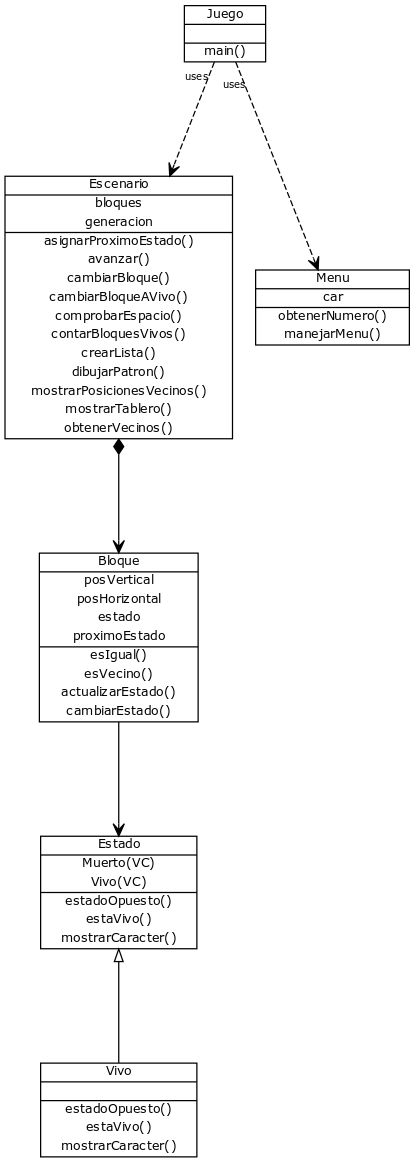 Juego
main()
uses
uses
Escenario
bloques
generacion
asignarProximoEstado()
avanzar()
cambiarBloque()
cambiarBloqueAVivo()
comprobarEspacio()
contarBloquesVivos()
crearLista()
dibujarPatron()
mostrarPosicionesVecinos()
mostrarTablero()
obtenerVecinos()
Menu
car
obtenerNumero()
manejarMenu()
Bloque
posVertical
posHorizontal
estado
proximoEstado
esIgual()
esVecino()
actualizarEstado()
cambiarEstado()
Estado
Muerto(VC)
Vivo(VC)
estadoOpuesto()
estaVivo()
mostrarCaracter()
Vivo
estadoOpuesto()
estaVivo()
mostrarCaracter()